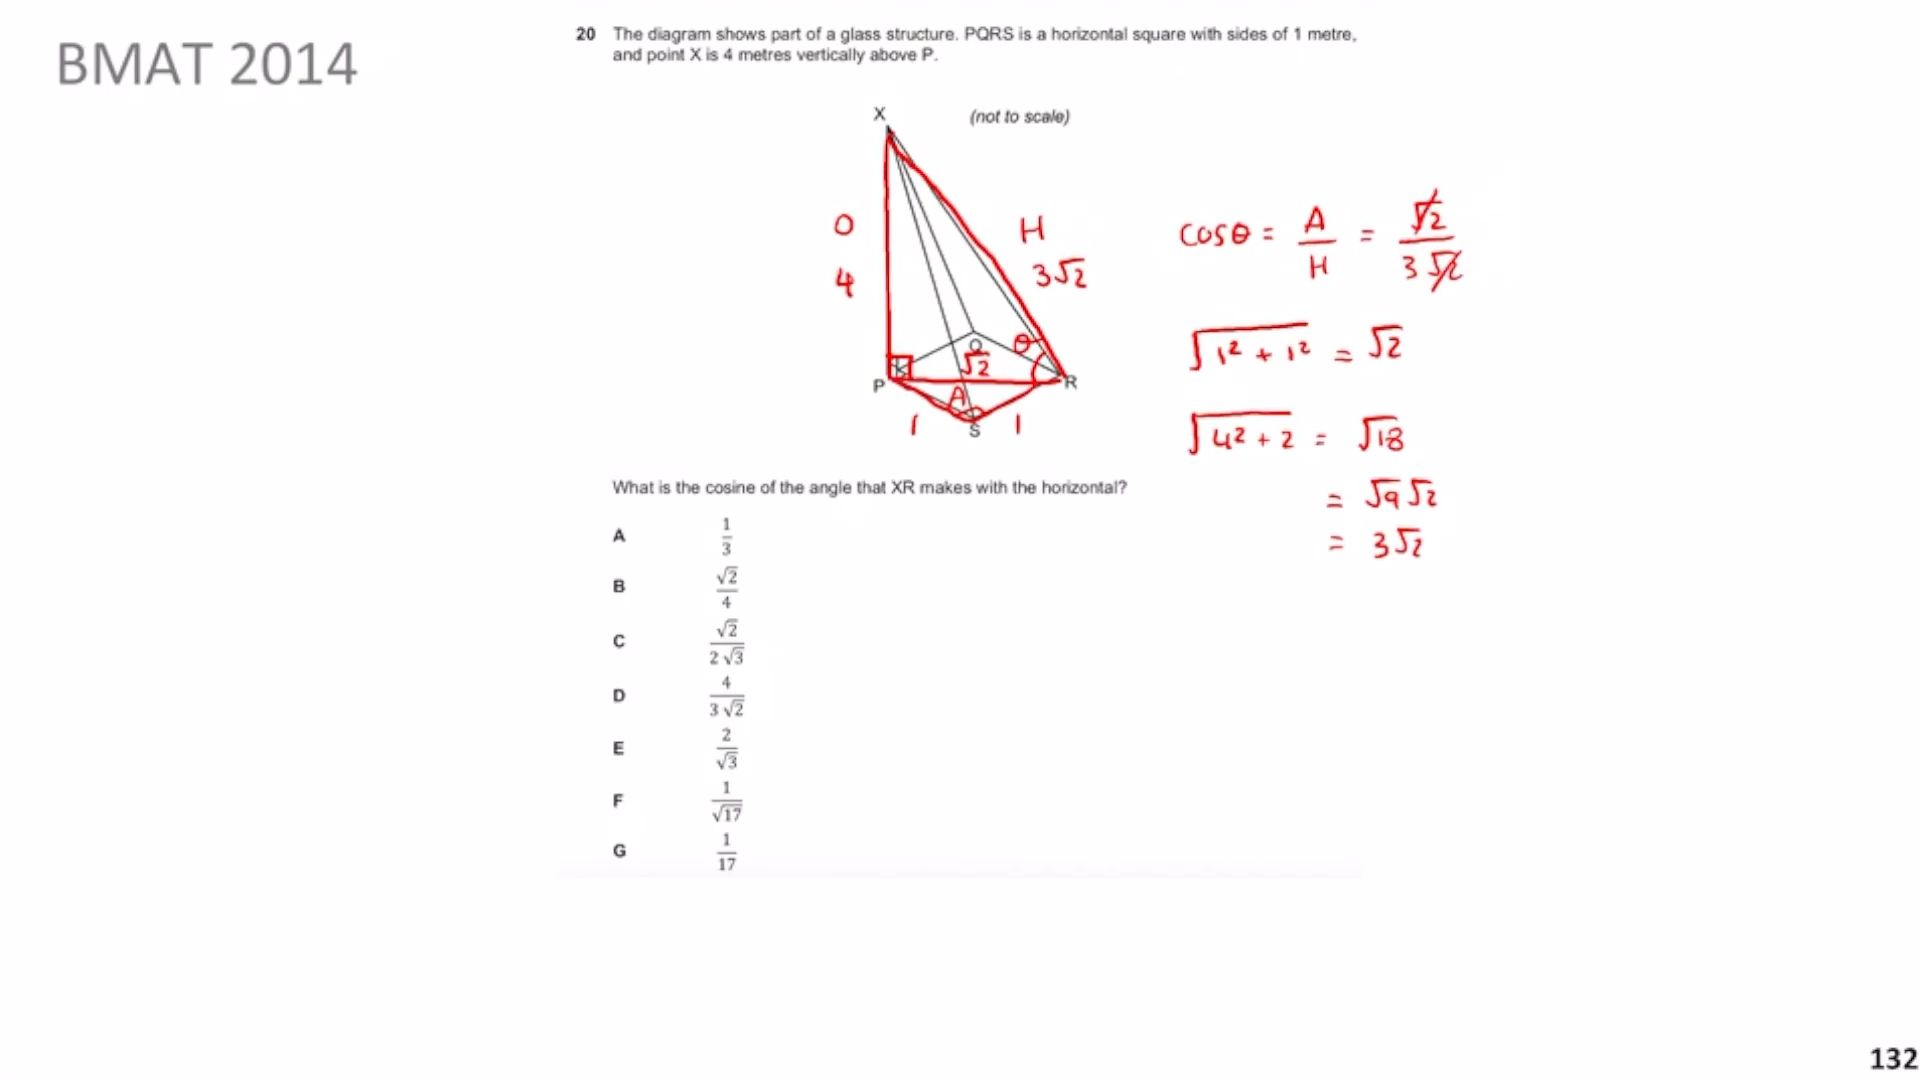 BMAT 2014
20 The diagram shows part of a glass structure. PQRS is a horizontal square with sides of 1 metre,
and point X is 4 metres vertically above P.
X
(not to scale)
O
H
4
3√2
Q
θ
√2
P
R
A
1
S
1
cosθ = A/H = √2/3√2
√1² + 1² = √2
√4² + 2 = √18
= √9 √2
= 3√2
What is the cosine of the angle that XR makes with the horizontal?
A 1/3
B √2/4
C √2/2√3
D 4/3√2
E 2/√3
F 1/√17
G 1/17
132